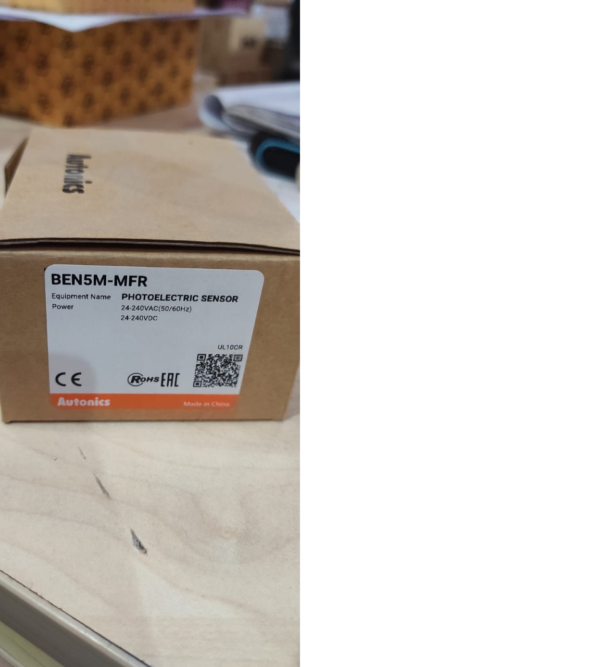 Autonics
BEN5M-MFR
Equipment Name PHOTOELECTRIC SENSOR
Power 24-240VAC(50/60Hz)
24-240VDC
UL10CR
CE RoHS EAC
Autonics Made in China